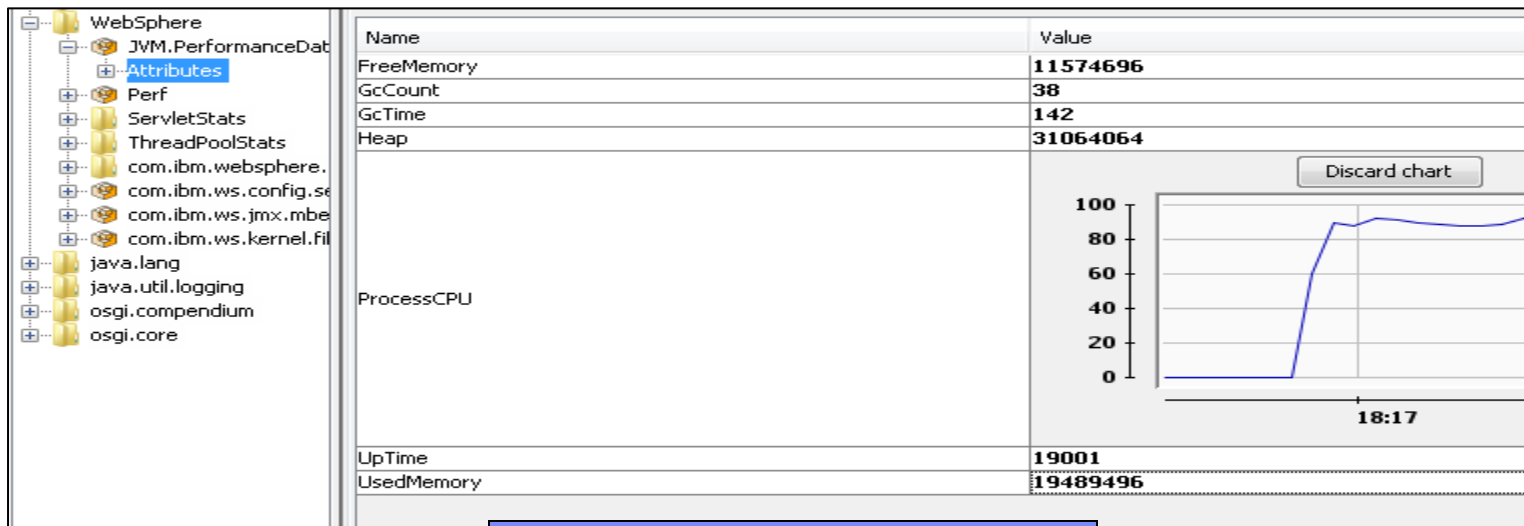 WebSphere
JVM.PerformanceDat
Attributes
Perf
ServletStats
ThreadPoolStats
com.ibm.websphere.
com.ibm.ws.config.se
com.ibm.ws.jmx.mbe
com.ibm.ws.kernel.fil
java.lang
java.util.logging
osgi.compendium
osgi.core
Name Value
FreeMemory 11574696
GcCount 38
GcTime 142
Heap 31064064
ProcessCPU
Discard chart
100
80
60
40
20
0
18:17
UpTime 19001
UsedMemory 19489496